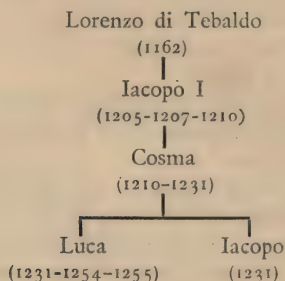 Lorenzo di Tebaldo
(1162)
Iacopo I
(1205-1207-1210)
Cosma
(1210-1231)
Luca Iacopo
(1231-1254-1255) (1231)